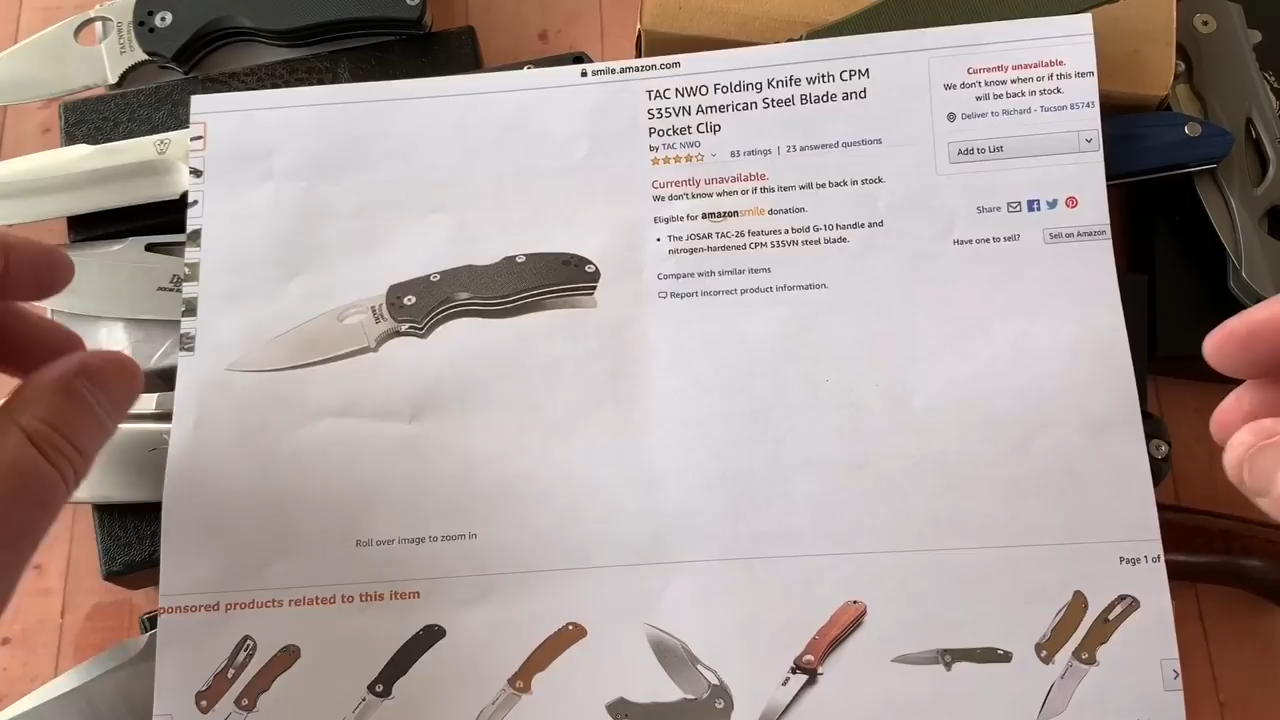 TACNWO
smile.amazon.com
TAC NWO Folding Knife with CPM
S35VN American Steel Blade and
Pocket Clip
by TAC NWO
83 ratings | 23 answered questions
Currently unavailable.
We don't know when or if this item will be back in stock.
Eligible for amazonsmile donation.
• The JOSAR TAC-26 features a bold G-10 handle and
nitrogen-hardened CPM S35VN steel blade.
Compare with similar items
Report incorrect product information.
Currently unavailable.
We don't know when or if this item
will be back in stock.
Deliver to Richard - Tucson 85743
Add to List
Share
Have one to sell?
Sell on Amazon
TACNWO
Roll over image to zoom in
Page 1 of
ponsored products related to this item